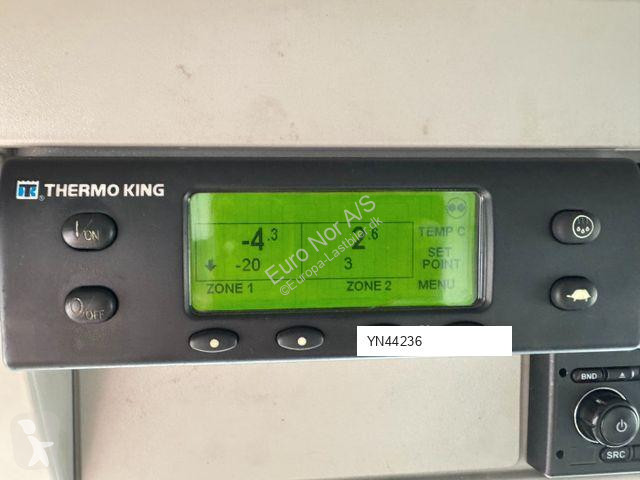 TK THERMO KING
I/ON
O/OFF
-4.3
2.6
TEMP C
-20
3
SET
POINT
ZONE 1
ZONE 2
MENU
Euro Nor A/S
©Europa-Lastbiler.dk
YN44236
BND
SRC